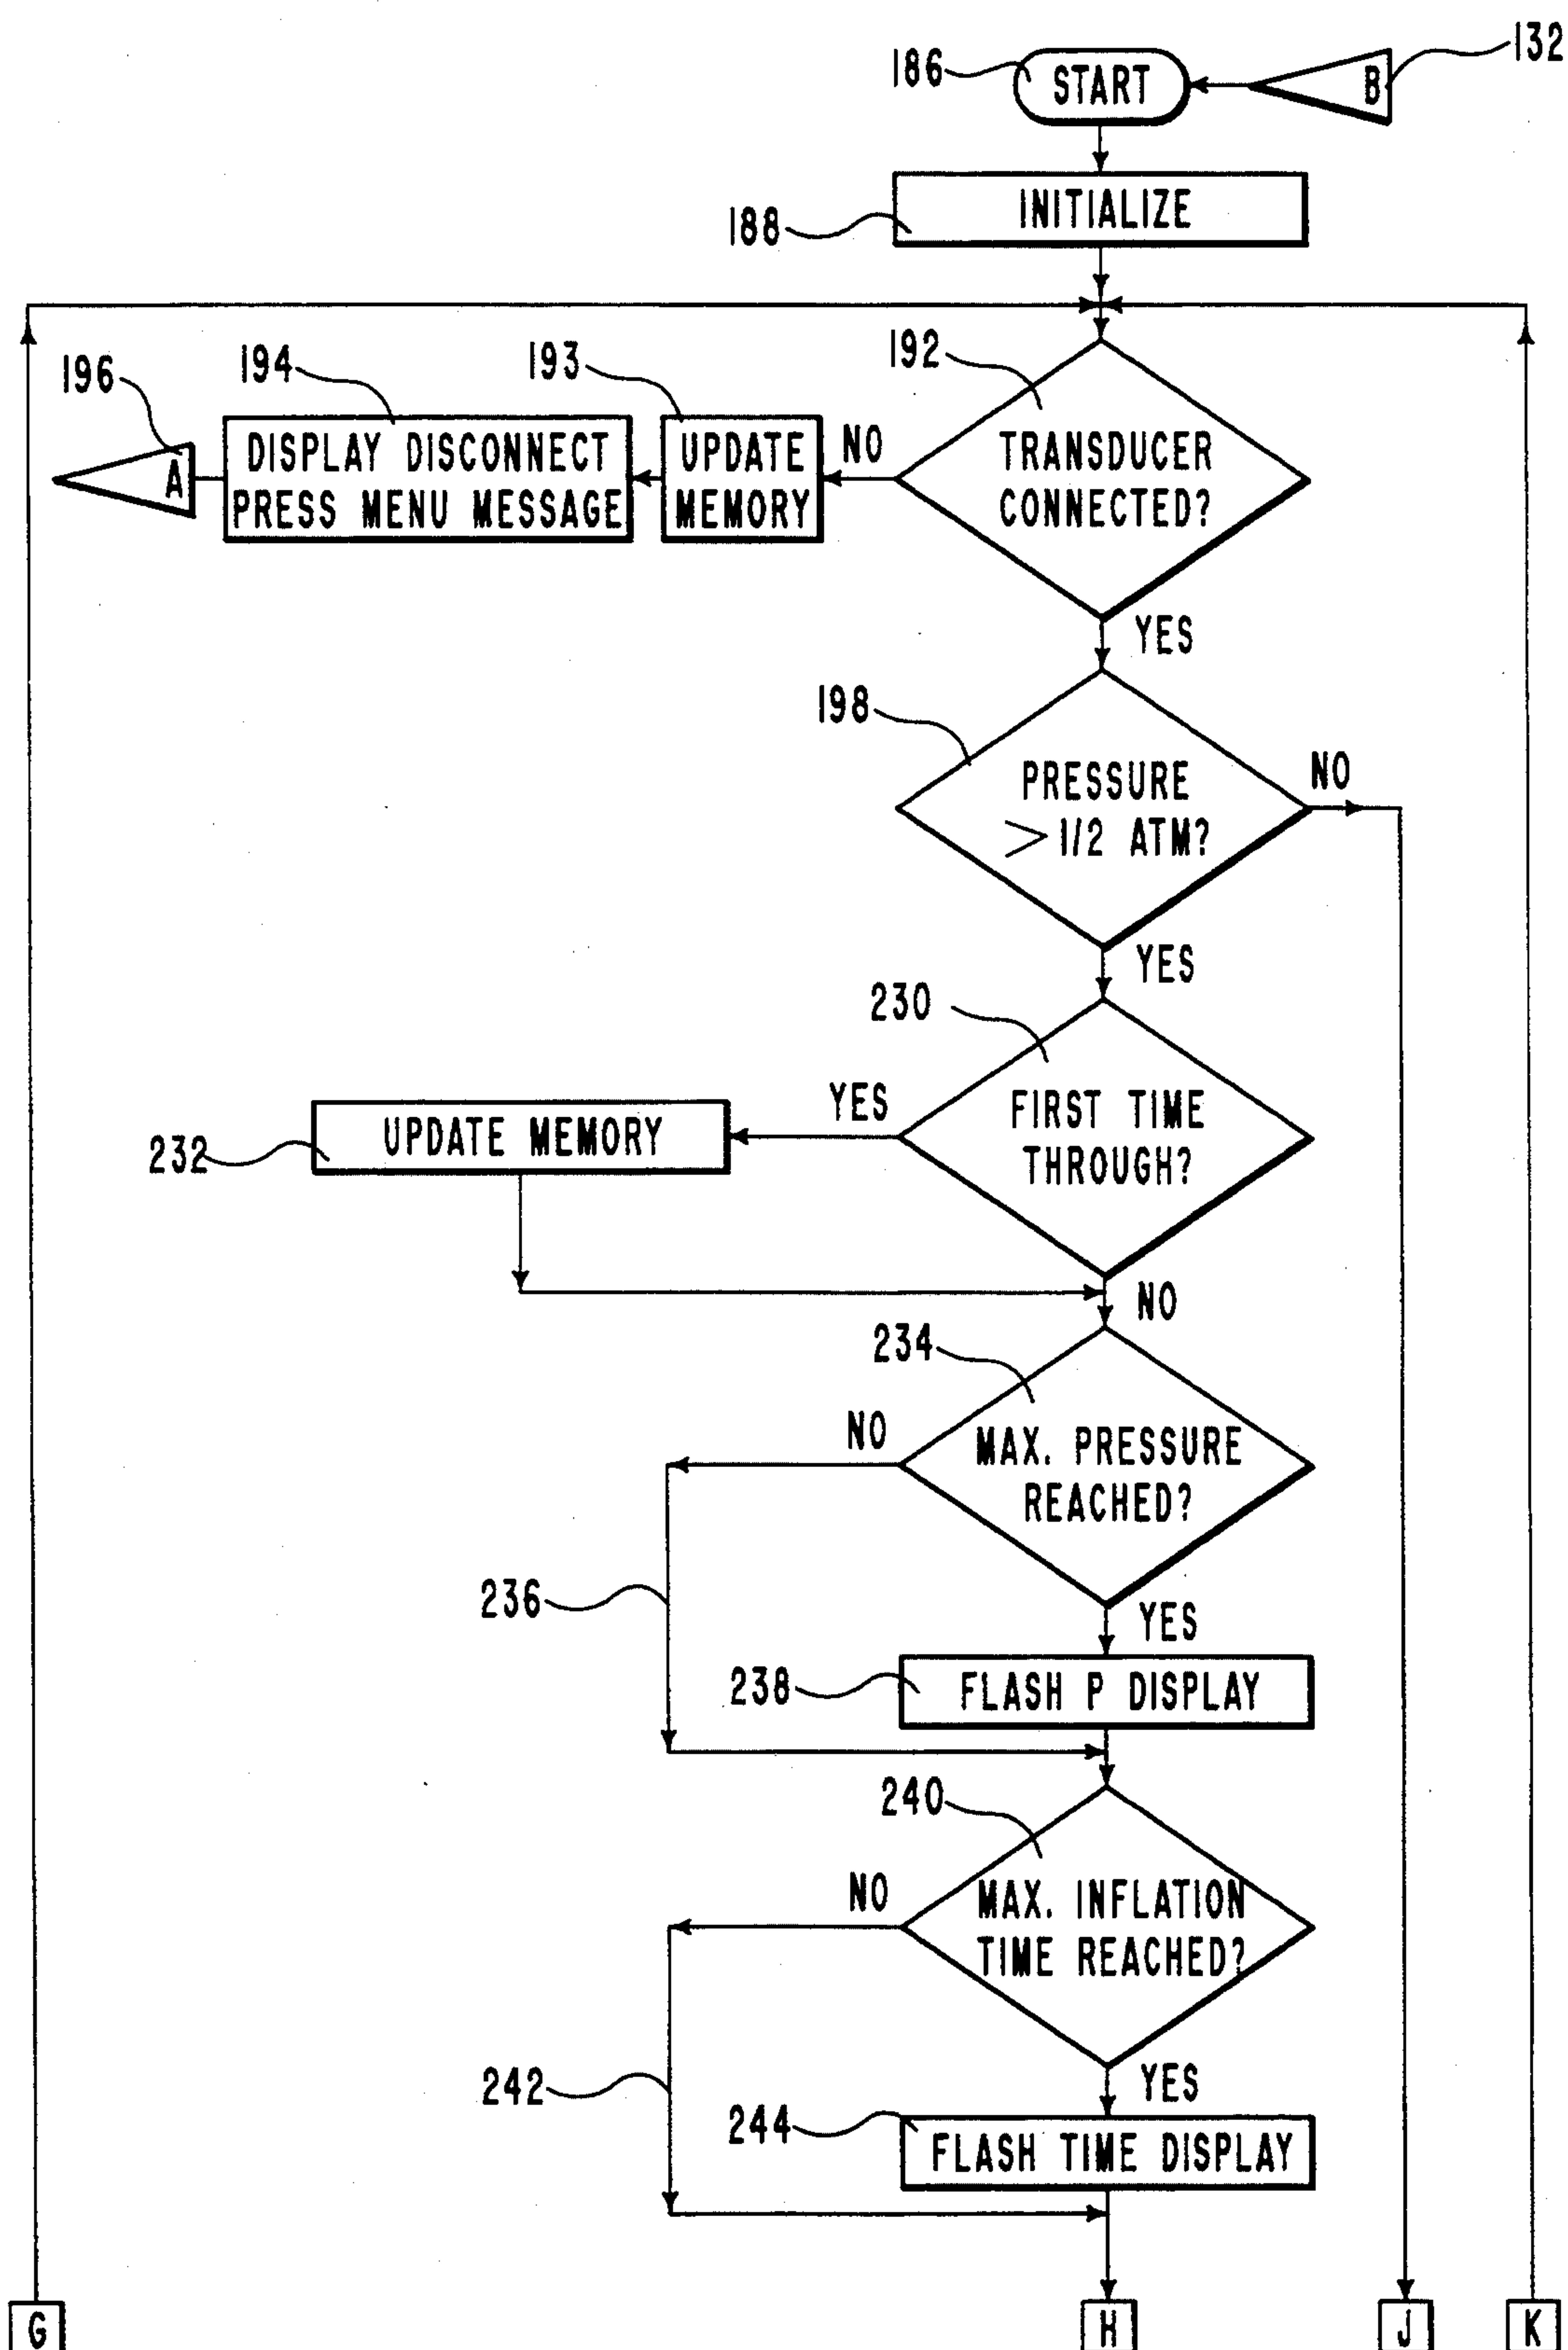 132
186
START
B
INITIALIZE
188
192
196
194
193
DISPLAY DISCONNECT
PRESS MENU MESSAGE
A
UPDATE
MEMORY
NO
TRANSDUCER
CONNECTED?
YES
198
PRESSURE
> 1/2 ATM?
NO
YES
230
FIRST TIME
THROUGH?
YES
UPDATE MEMORY
232
NO
234
NO
MAX. PRESSURE
REACHED?
236
YES
238
FLASH P DISPLAY
240
NO
MAX. INFLATION
TIME REACHED?
242
YES
244
FLASH TIME DISPLAY
G
H
J
K